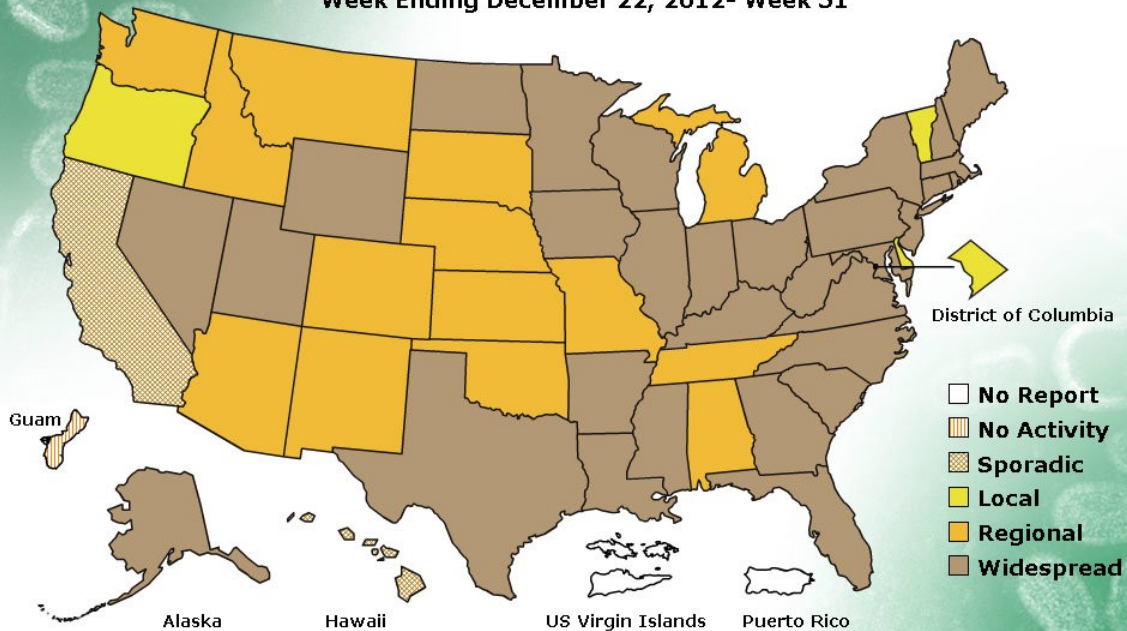 Week Ending December 22, 2012- Week 51
District of Columbia
No Report
No Activity
Sporadic
Local
Regional
Widespread
Guam
Alaska
Hawaii
US Virgin Islands
Puerto Rico